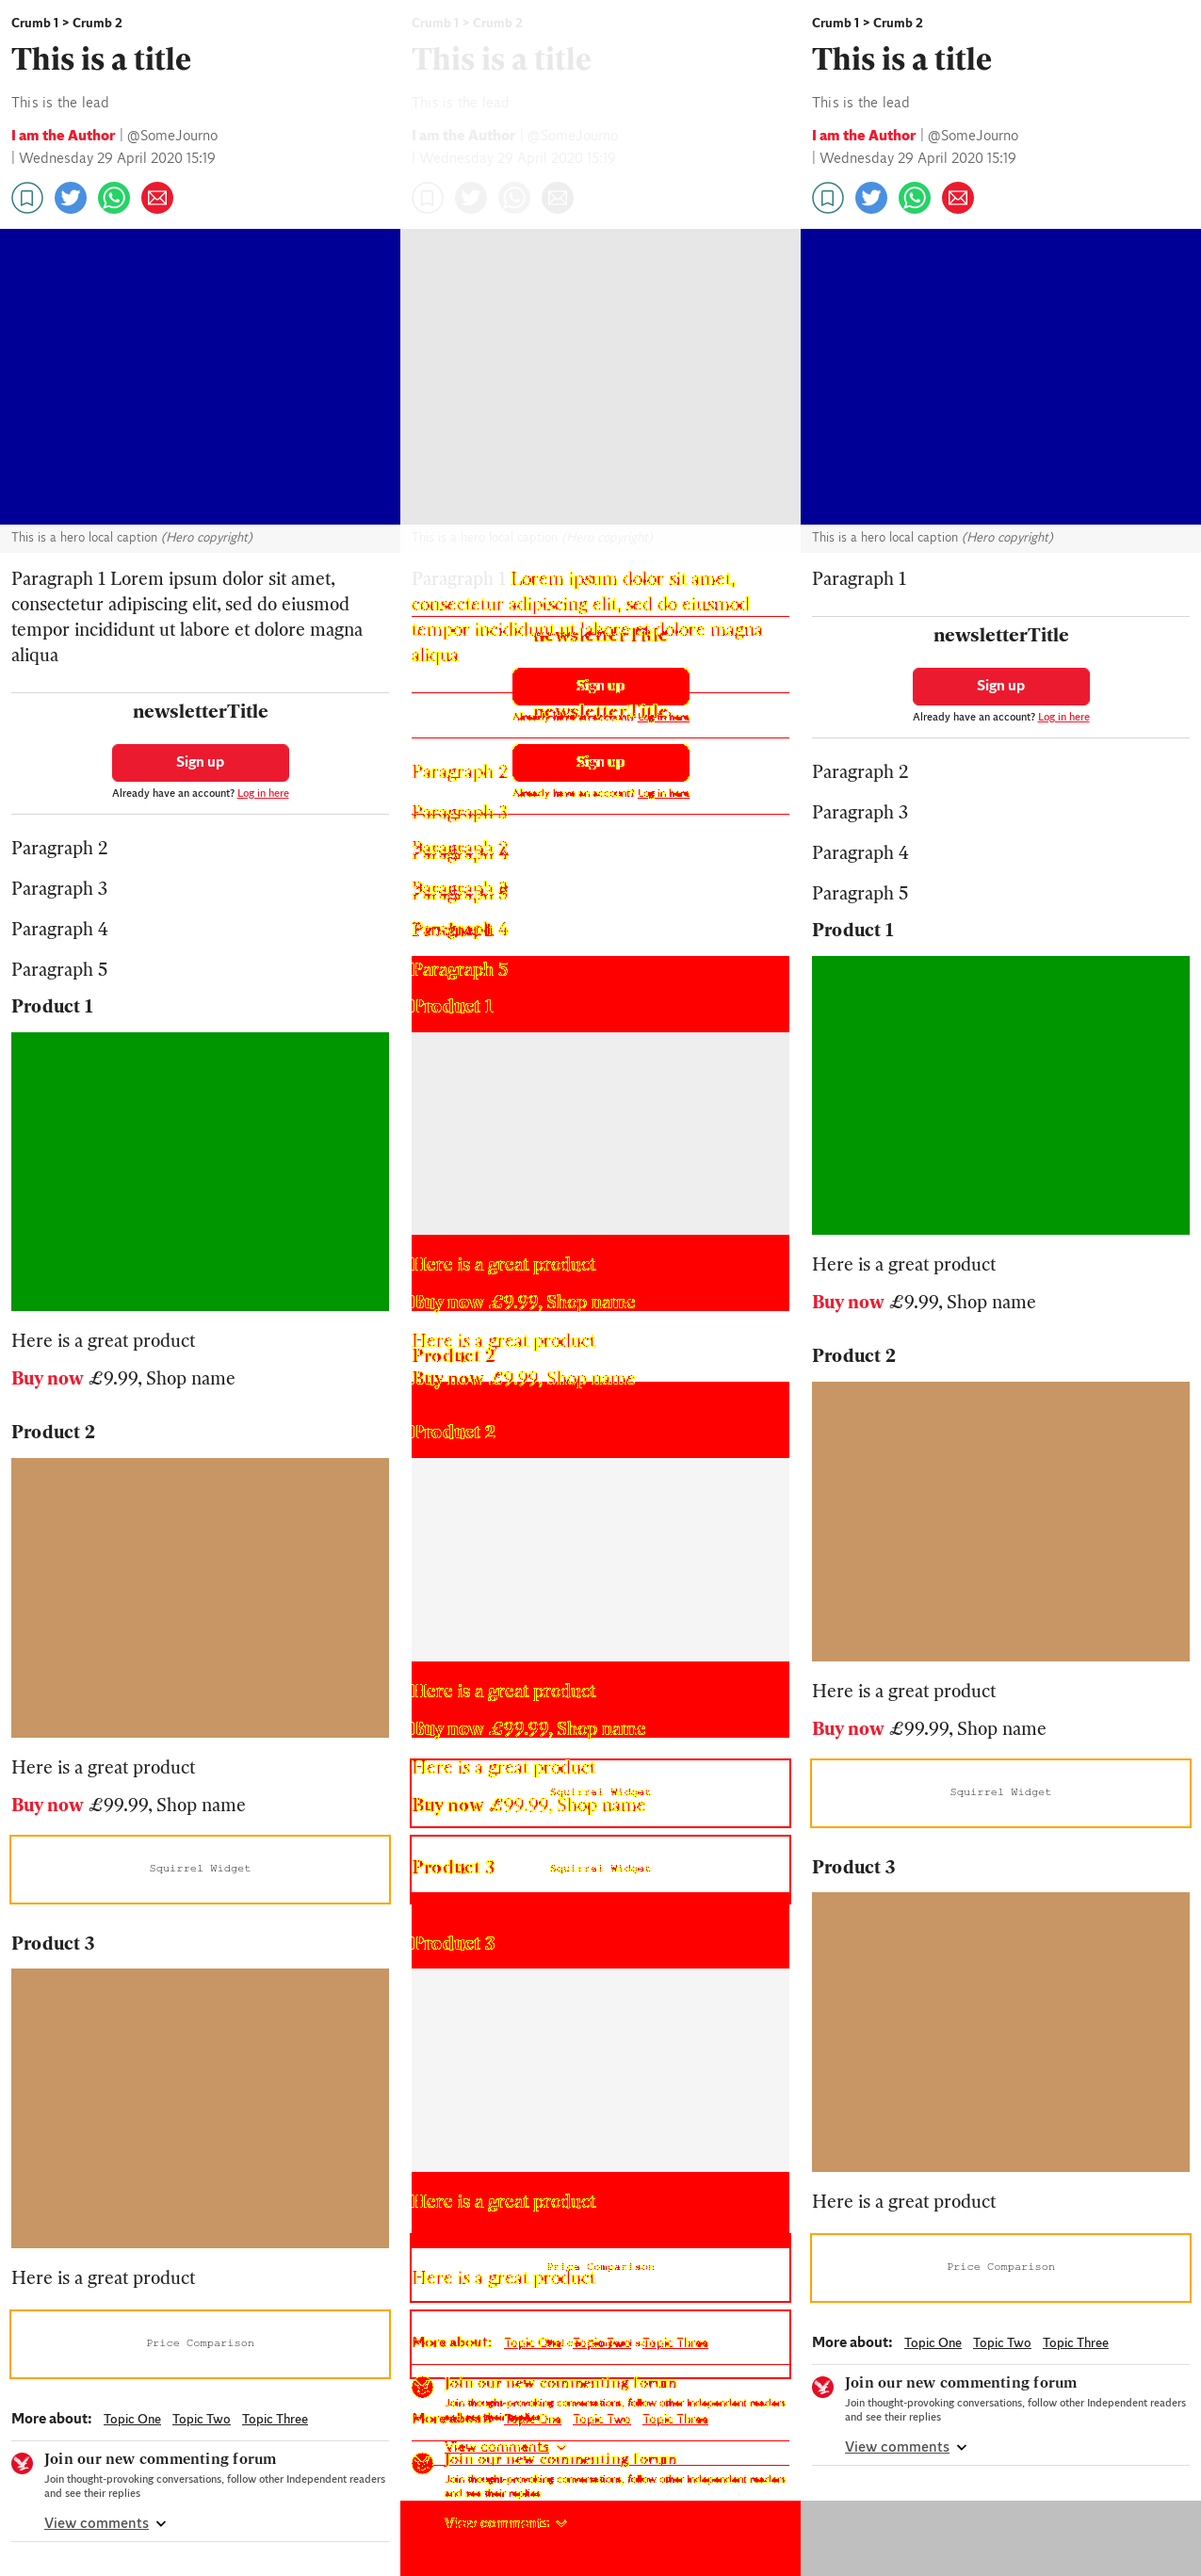 Crumb 1 > Crumb 2
This is a title
This is the lead
I am the Author | @SomeJourno
| Wednesday 29 April 2020 15:19
This is a hero local caption (Hero copyright)
Paragraph 1 Lorem ipsum dolor sit amet,
consectetur adipiscing elit, sed do eiusmod
tempor incididunt ut labore et dolore magna
aliqua
newsletterTitle
Sign up
Already have an account? Log in here
Paragraph 2
Paragraph 3
Paragraph 4
Paragraph 5
Product 1
Here is a great product
Buy now £9.99, Shop name
Product 2
Here is a great product
Buy now £99.99, Shop name
Squirrel Widget
Product 3
Here is a great product
Price Comparison
More about: Topic One Topic Two Topic Three
Join our new commenting forum
Join thought-provoking conversations, follow other Independent readers
and see their replies
View comments
Crumb 1 > Crumb 2
This is a title
This is the lead
I am the Author | @SomeJourno
| Wednesday 29 April 2020 15:19
This is a hero local caption (Hero copyright)
Paragraph 1 Lorem ipsum dolor sit amet,
consectetur adipiscing elit, sed do eiusmod
tempor incididunt ut labore et dolore magna
newsletterTitle
aliqua
Sign up
newsletterTitle
Already have an account? Log in here
Sign up
Paragraph 2
Already have an account? Log in here
Paragraph 3
Paragraph 2
Paragraph 4
Paragraph 3
Paragraph 5
Paragraph 4
Product 1
Paragraph 5
Product 1
Here is a great product
Buy now £9.99, Shop name
Here is a great product
Product 2
Buy now £9.99, Shop name
Product 2
Here is a great product
Buy now £99.99, Shop name
Here is a great product
Squirrel Widget
Buy now £99.99, Shop name
Product 3
Squirrel Widget
Product 3
Here is a great product
Price Comparison
Here is a great product
More about: Topic One Topic Two Topic Three
Join our new commenting forum
Join thought-provoking conversations, follow other Independent readers
More about: Topic One Topic Two Topic Three
View comments
Join our new commenting forum
Join thought-provoking conversations, follow other Independent readers
and see their replies
View comments
Crumb 1 > Crumb 2
This is a title
This is the lead
I am the Author | @SomeJourno
| Wednesday 29 April 2020 15:19
This is a hero local caption (Hero copyright)
Paragraph 1
newsletterTitle
Sign up
Already have an account? Log in here
Paragraph 2
Paragraph 3
Paragraph 4
Paragraph 5
Product 1
Here is a great product
Buy now £9.99, Shop name
Product 2
Here is a great product
Buy now £99.99, Shop name
Squirrel Widget
Product 3
Here is a great product
Price Comparison
More about: Topic One Topic Two Topic Three
Join our new commenting forum
Join thought-provoking conversations, follow other Independent readers
and see their replies
View comments